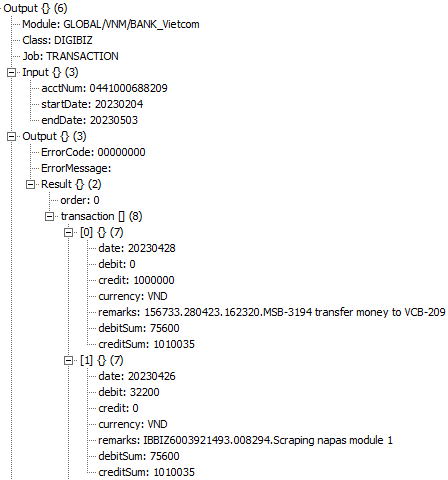 Output {} (6)
Module: GLOBAL/VNM/BANK_Vietcom
Class: DIGIBIZ
Job: TRANSACTION
Input {} (3)
acctNum: 0441000688209
startDate: 20230204
endDate: 20230503
Output {} (3)
ErrorCode: 00000000
ErrorMessage:
Result {} (2)
order: 0
transaction [] (8)
[0] {} (7)
date: 20230428
debit: 0
credit: 1000000
currency: VND
remarks: 156733.280423.162320.MSB-3194 transfer money to VCB-209
debitSum: 75600
creditSum: 1010035
[1] {} (7)
date: 20230426
debit: 32200
credit: 0
currency: VND
remarks: IBBIZ6003921493.008294.Scraping napas module 1
debitSum: 75600
creditSum: 1010035